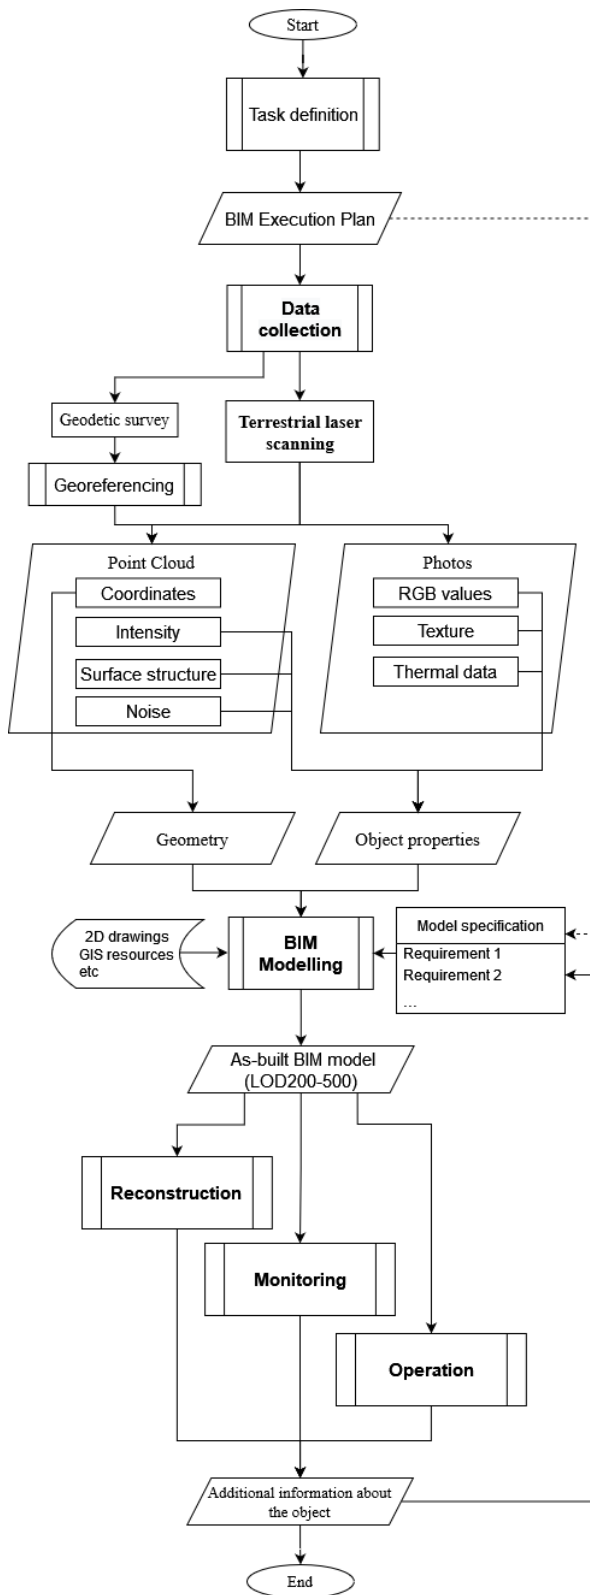 Start
Task definition
BIM Execution Plan
Data
collection
Geodetic survey
Terrestrial laser
scanning
Georeferencing
Point Cloud
Coordinates
Intensity
Surface structure
Noise
Photos
RGB values
Texture
Thermal data
Geometry
Object properties
2D drawings
GIS resources
etc
BIM
Modelling
Model specification
Requirement 1
Requirement 2
...
As-built BIM model
(LOD200-500)
Reconstruction
Monitoring
Operation
Additional information about
the object
End